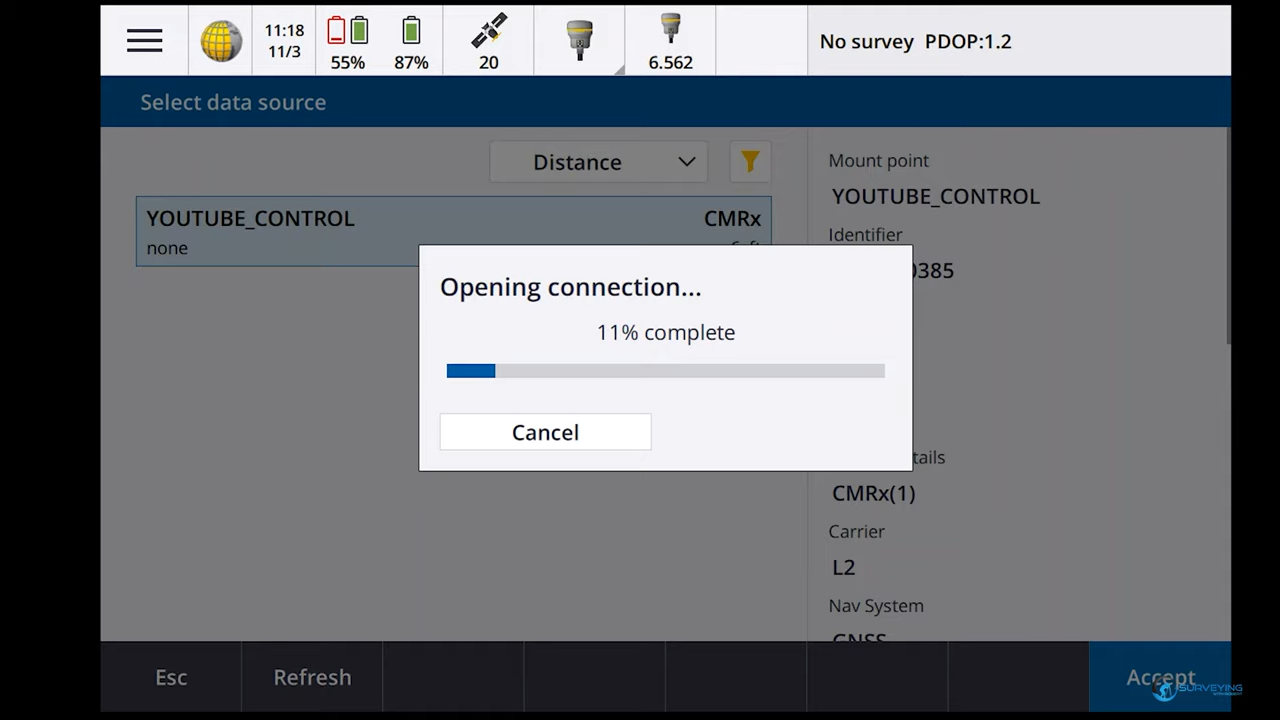 11:18
11/3
55%
87%
20
6.562
No survey PDOP:1.2
Select data source
Distance
YOUTUBE_CONTROL
CMRx
none
Mount point
YOUTUBE_CONTROL
Identifier
0385
Opening connection...
11% complete
Cancel
tails
CMRx(1)
Carrier
L2
Nav System
GNSS
Esc
Refresh
Accept
SURVEYING